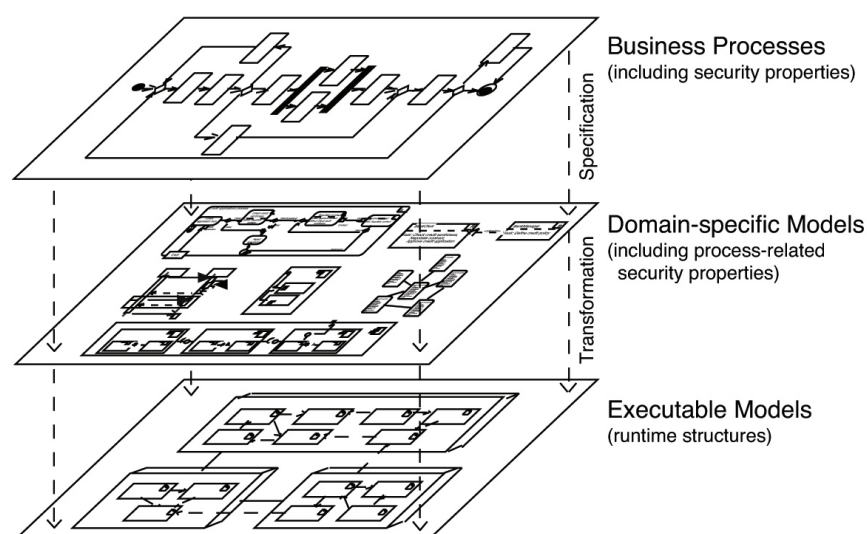 Business Processes
(including security properties)
Specification
Domain-specific Models
(including process-related
security properties)
Transformation
Executable Models
(runtime structures)